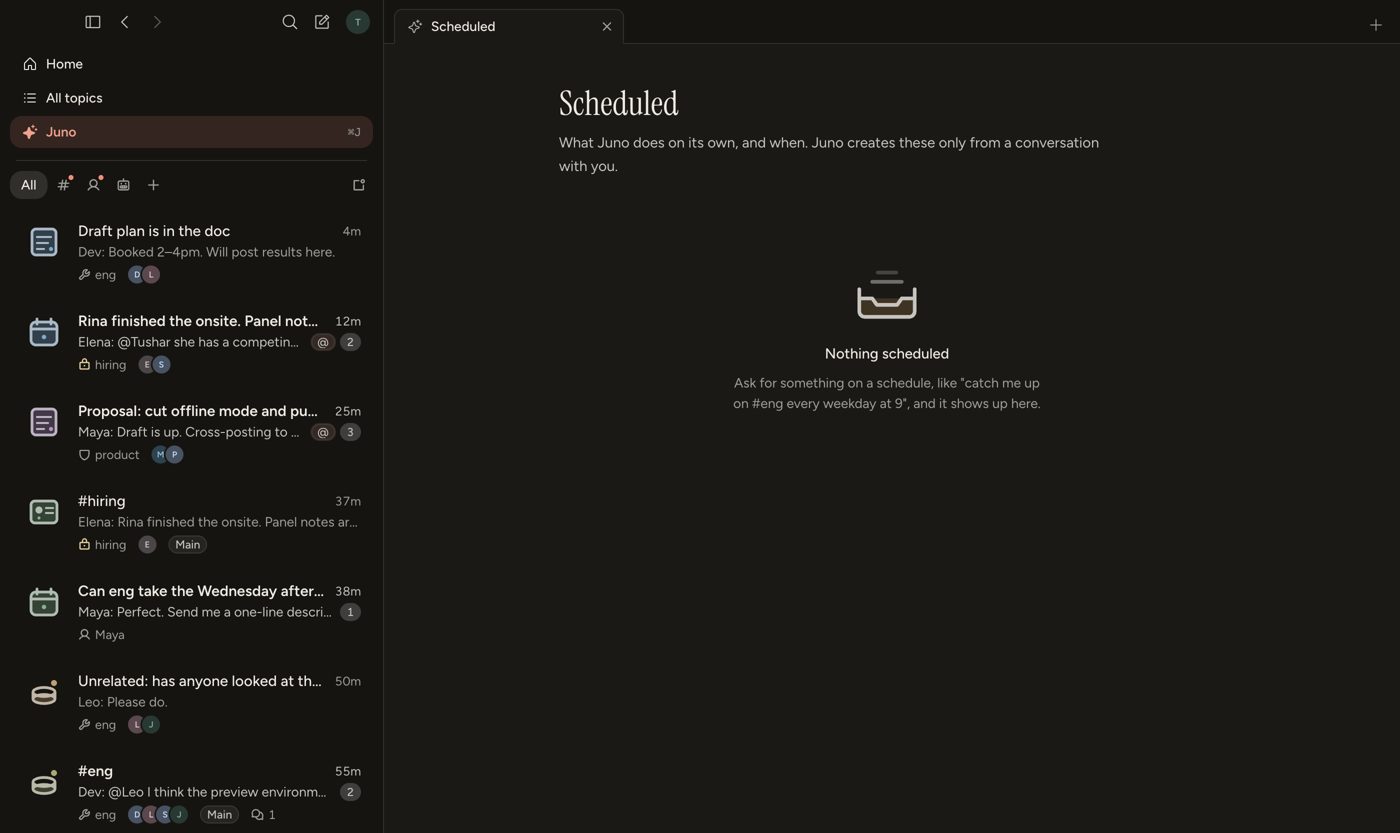 T
Home
All topics
Juno ⌘J
All
Draft plan is in the doc 4m
Dev: Booked 2–4pm. Will post results here.
eng D L
Rina finished the onsite. Panel not... 12m
Elena: @Tushar she has a competin... @ 2
hiring E S
Proposal: cut offline mode and pu... 25m
Maya: Draft is up. Cross-posting to ... @ 3
product M P
#hiring 37m
Elena: Rina finished the onsite. Panel notes ar...
hiring E Main
Can eng take the Wednesday after... 38m
Maya: Perfect. Send me a one-line descri... 1
Maya
Unrelated: has anyone looked at th... 50m
Leo: Please do.
eng L J
#eng 55m
Dev: @Leo I think the preview environm... 2
eng D L S J Main 1
Scheduled
Scheduled
What Juno does on its own, and when. Juno creates these only from a conversation
with you.
Nothing scheduled
Ask for something on a schedule, like "catch me up
on #eng every weekday at 9", and it shows up here.